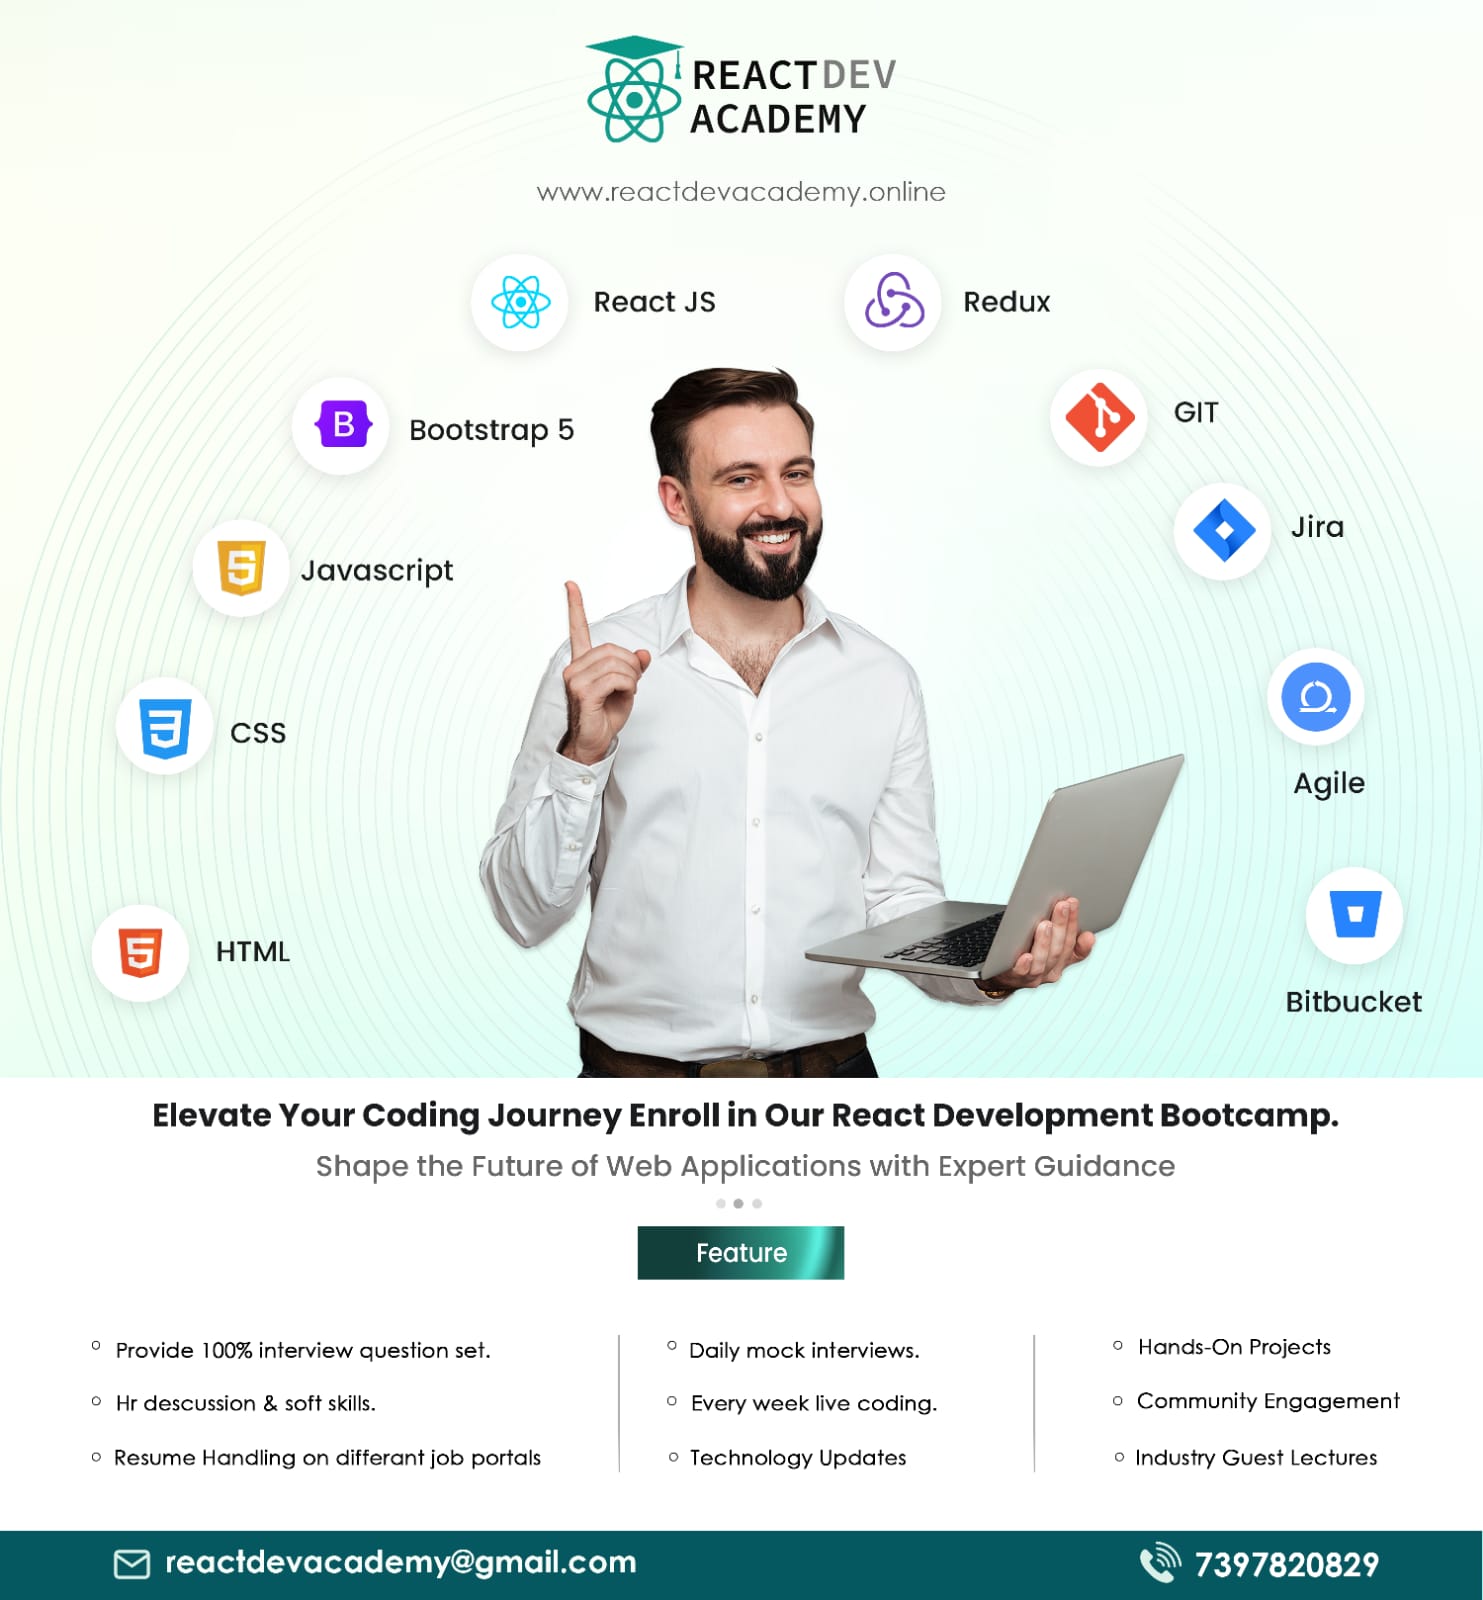 REACT DEV
ACADEMY
www.reactdevacademy.online
React JS
Redux
Bootstrap 5
GIT
Javascript
Jira
CSS
Agile
HTML
Bitbucket
Elevate Your Coding Journey Enroll in Our React Development Bootcamp.
Shape the Future of Web Applications with Expert Guidance
Feature
Provide 100% interview question set.
Hr descussion & soft skills.
Resume Handling on differant job portals
Daily mock interviews.
Every week live coding.
Technology Updates
Hands-On Projects
Community Engagement
Industry Guest Lectures
reactdevacademy@gmail.com
7397820829